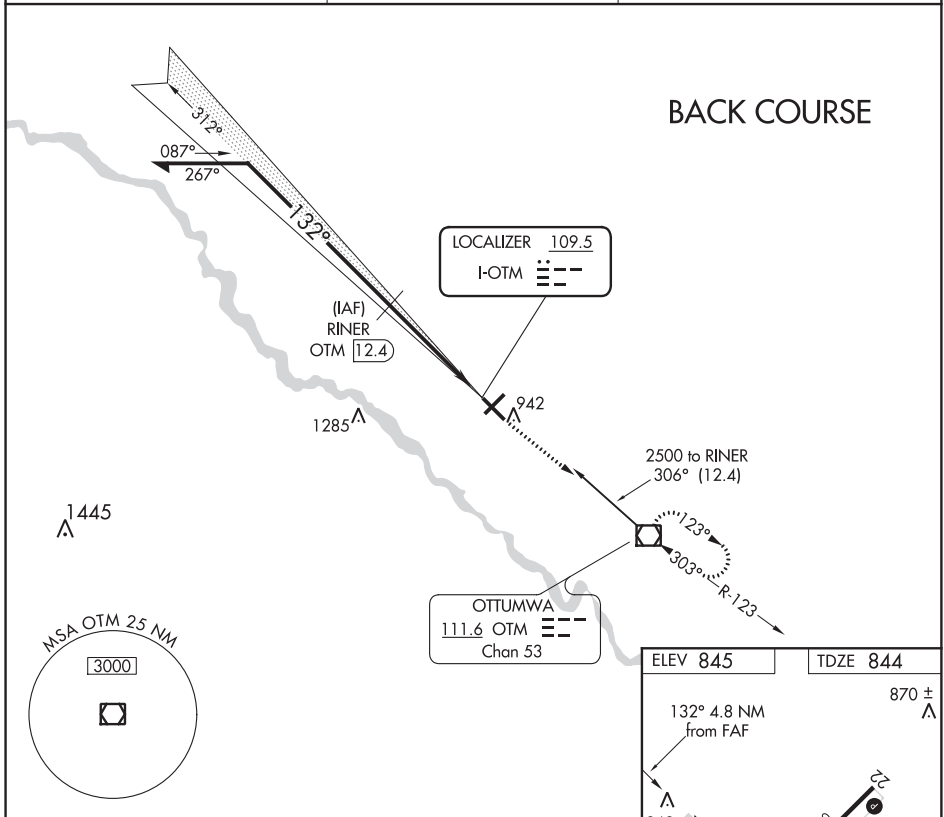 BACK COURSE
312°
087°
267°
132°
LOCALIZER 109.5
I-OTM
(IAF)
RINER
OTM 12.4
942
1285
2500 to RINER
306° (12.4)
1445
123°
303°
R-123
OTTUMWA
111.6 OTM
Chan 53
MSA OTM 25 NM
3000
ELEV 845
TDZE 844
870 ±
132° 4.8 NM
from FAF
22
P